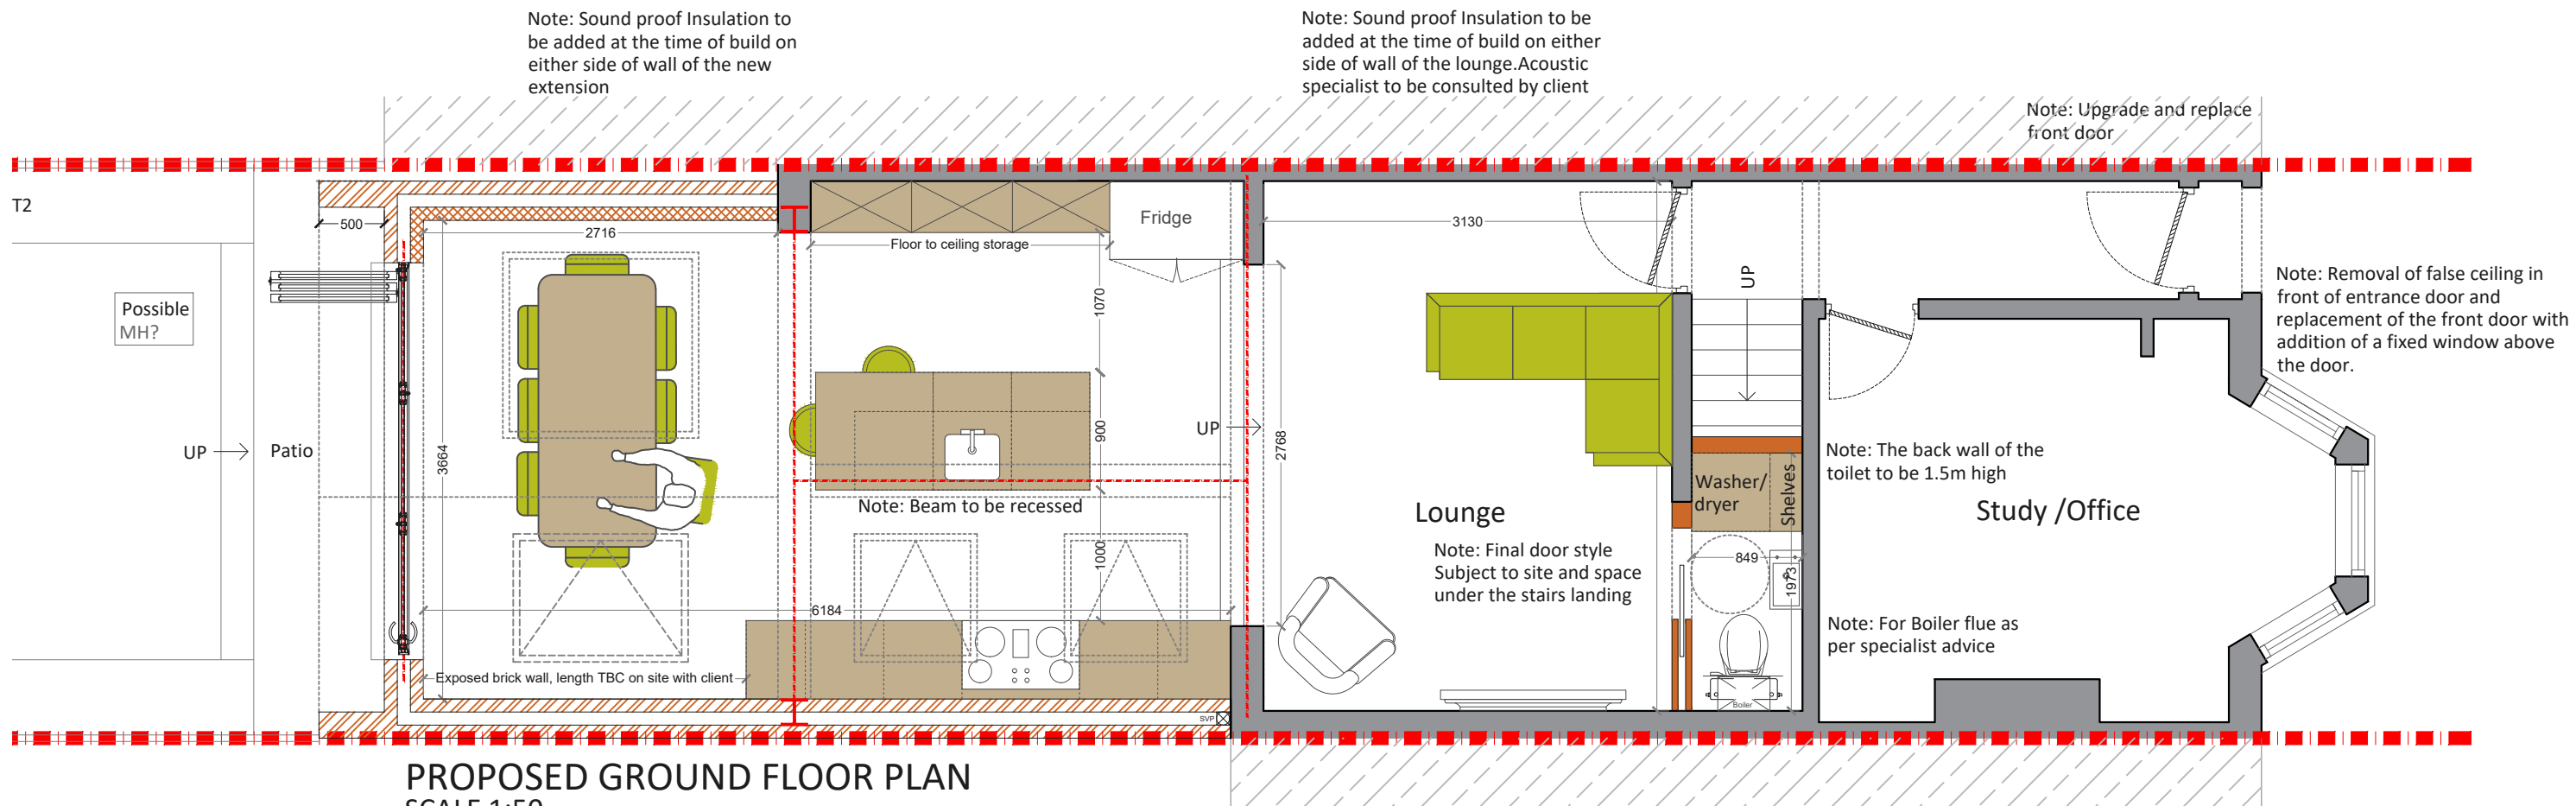 Note: Sound proof Insulation to
be added at the time of build on
either side of wall of the new
extension
Note: Sound proof Insulation to be
added at the time of build on either
side of wall of the lounge.Acoustic
specialist to be consulted by client
Note: Upgrade and replace
front door
T2
500
2716
Floor to ceiling storage
Fridge
3130
UP
Note: Removal of false ceiling in
front of entrance door and
replacement of the front door with
addition of a fixed window above
the door.
Possible
MH?
1070
UP
Patio
3664
900
UP
2768
Note: The back wall of the
toilet to be 1.5m high
Washer/
dryer
Shelves
Note: Beam to be recessed
Lounge
Study /Office
Note: Final door style
Subject to site and space
under the stairs landing
1000
849
1973
6184
Note: For Boiler flue as
per specialist advice
Exposed brick wall, length TBC on site with client
Boiler
SVP
PROPOSED GROUND FLOOR PLAN
SCALE 1:50